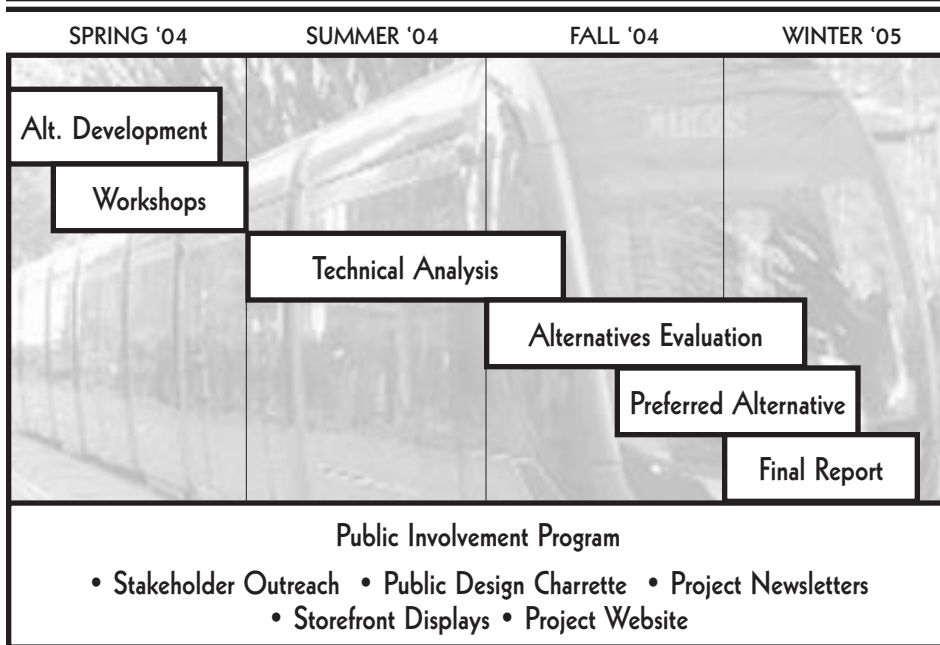 SPRING ‘04 SUMMER ‘04 FALL ‘04 WINTER ‘05
Alt. Development
Workshops
Technical Analysis
Alternatives Evaluation
Preferred Alternative
Final Report
Public Involvement Program
• Stakeholder Outreach • Public Design Charrette • Project Newsletters
• Storefront Displays • Project Website